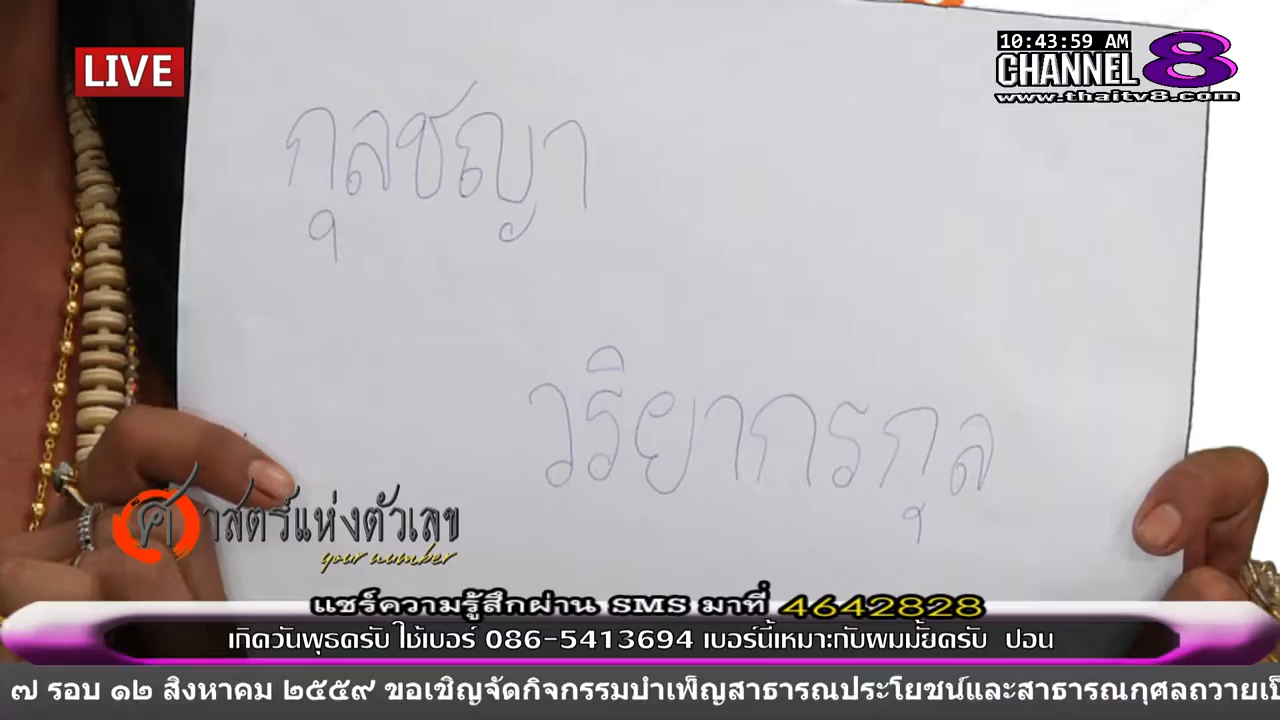 LIVE
10:43:59 AM
CHANNEL 8
www.thaitv8.com
กุลชญา
วริยากรกุล
ศาสตร์แห่งตัวเลข
your number
แชร์ความรู้สึกผ่าน SMS มาที่ 4642828
เกิดวันพุธครับ ใช้เบอร์ 086-5413694 เบอร์นี้เหมาะกับผมมั้ยครับ ปอน
๗ รอบ ๑๒ สิงหาคม ๒๕๕๙ ขอเชิญจัดกิจกรรมบำเพ็ญสาธารณประโยชน์และสาธารณกุศลถวายเป็